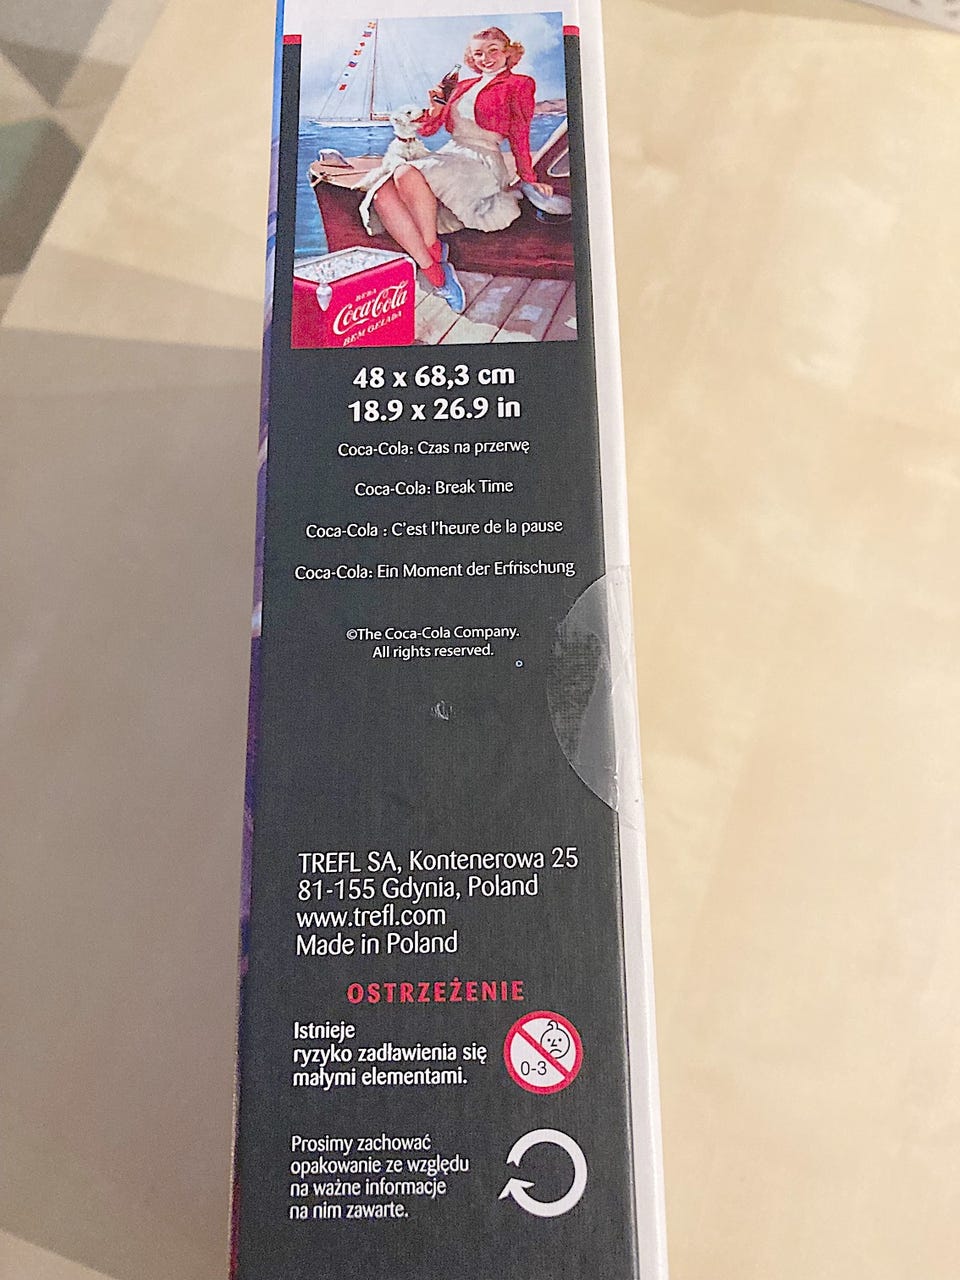 BEBA
Coca-Cola
BEM GELADA
48 x 68,3 cm
18.9 x 26.9 in
Coca-Cola: Czas na przerwę
Coca-Cola: Break Time
Coca-Cola : C'est l'heure de la pause
Coca-Cola: Ein Moment der Erfrischung
©The Coca-Cola Company.
All rights reserved.
TREFL SA, Kontenerowa 25
81-155 Gdynia, Poland
www.trefl.com
Made in Poland
OSTRZEŻENIE
Istnieje
ryzyko zadławienia się
małymi elementami.
0-3
Prosimy zachować
opakowanie ze względu
na ważne informacje
na nim zawarte.